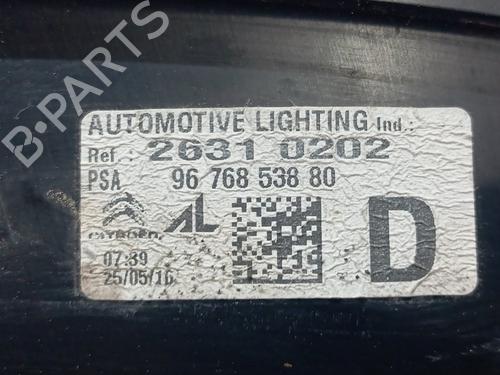 B-PARTS
AUTOMOTIVE LIGHTING Ind.:
Ref : 2631 0202
PSA 96 768 538 80
CITROËN AL D
07:39
25/05/16